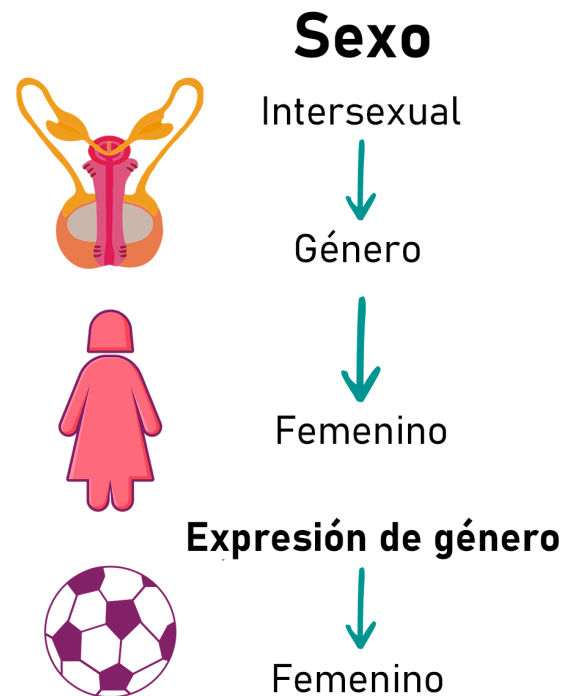 Sexo
Intersexual
Género
Femenino
Expresión de género
Femenino